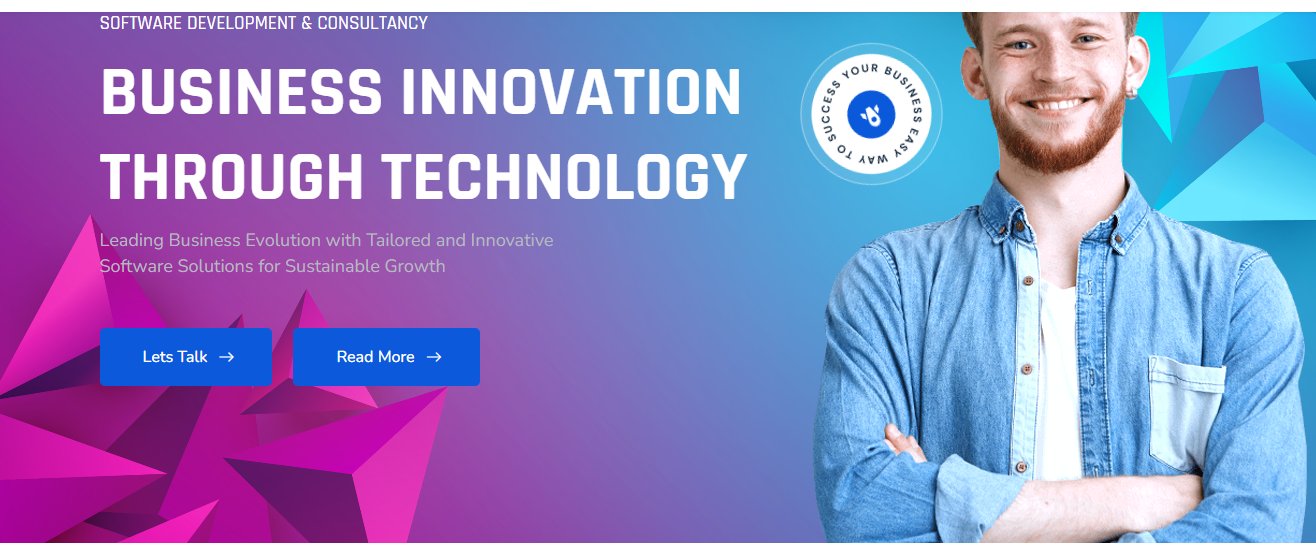 SOFTWARE DEVELOPMENT & CONSULTANCY
BUSINESS INNOVATION
THROUGH TECHNOLOGY
Leading Business Evolution with Tailored and Innovative
Software Solutions for Sustainable Growth
Lets Talk
Read More
SUCCESS YOUR BUSINESS EASY WAY TO